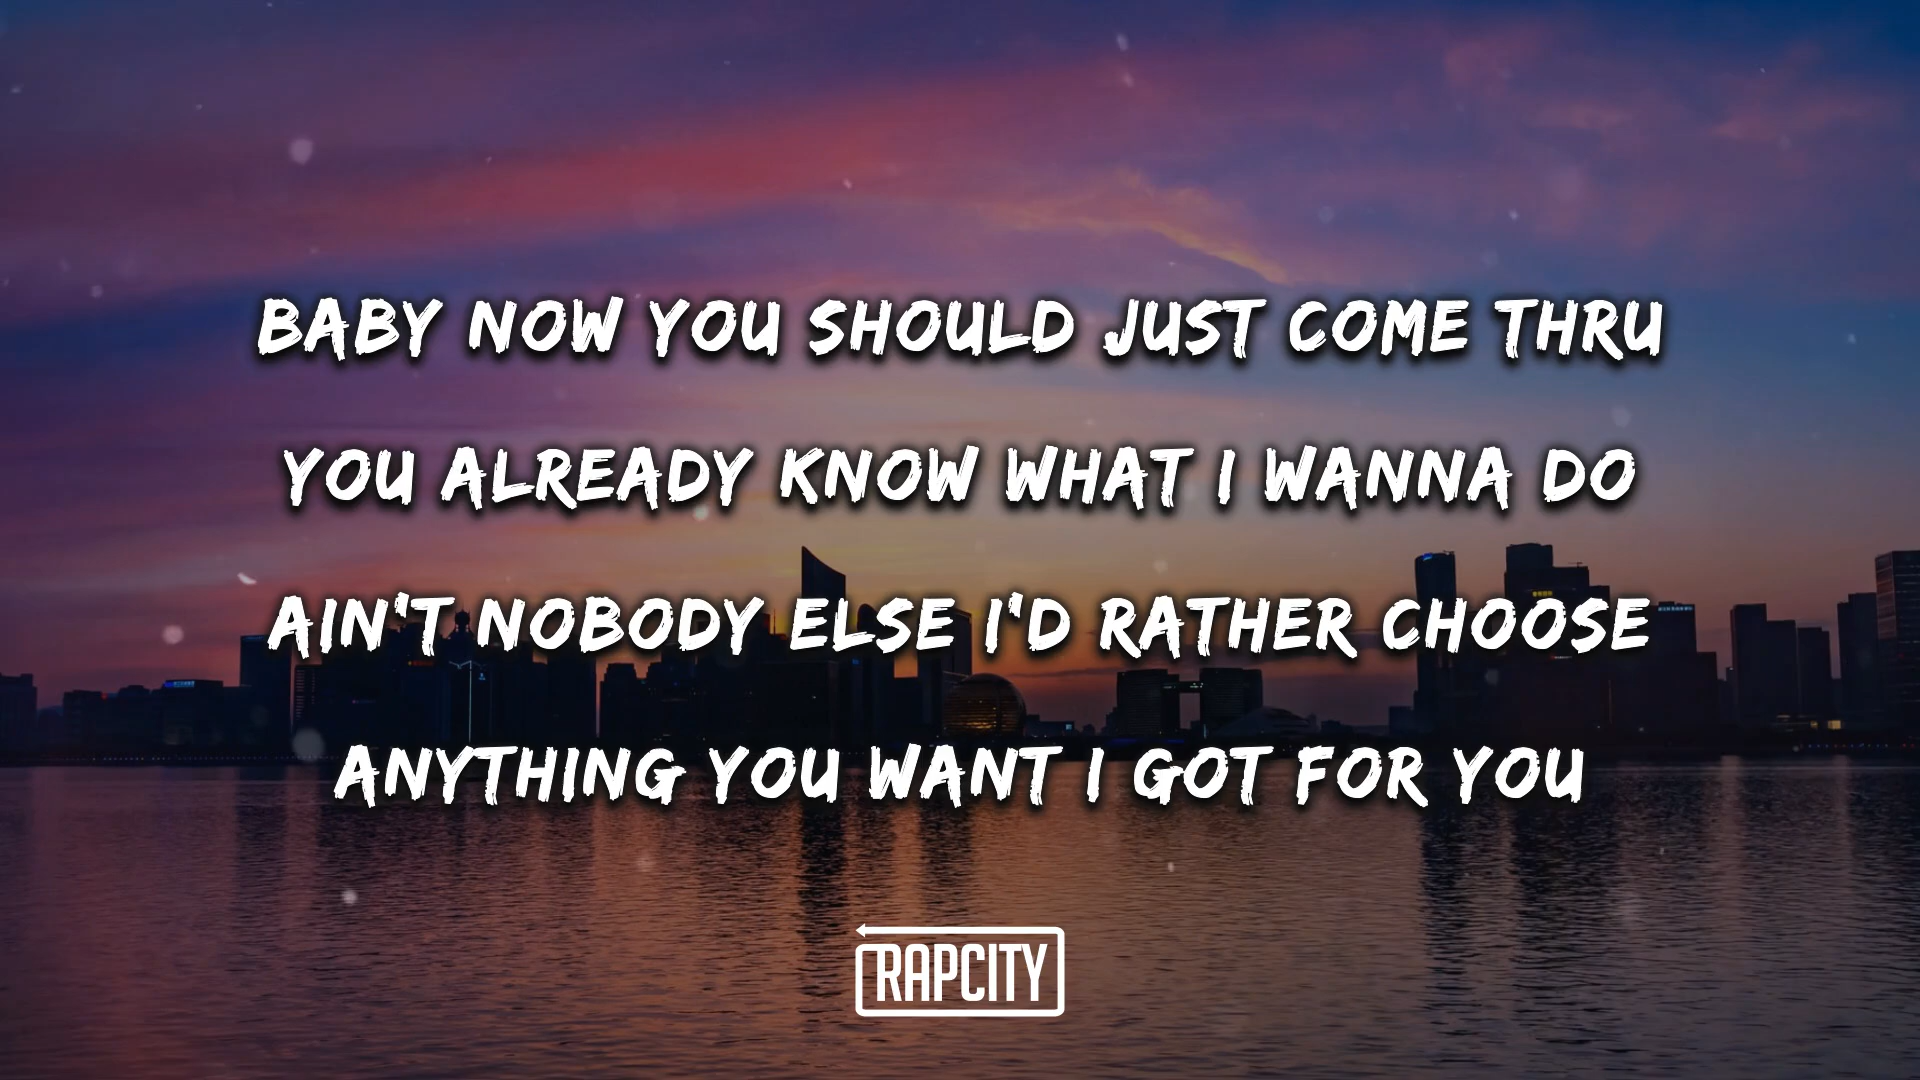 BABY NOW YOU SHOULD JUST COME THRU
YOU ALREADY KNOW WHAT I WANNA DO
AIN'T NOBODY ELSE I'D RATHER CHOOSE
ANYTHING YOU WANT I GOT FOR YOU
RAPCITY